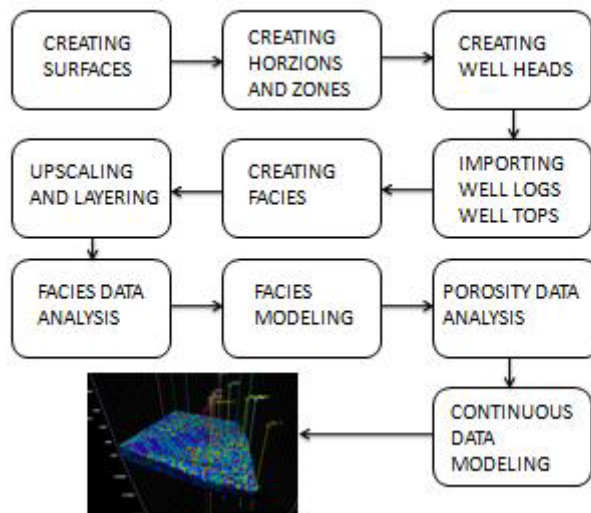 CREATING
SURFACES
CREATING
HORZIONS
AND ZONES
CREATING
WELL HEADS
IMPORTING
WELL LOGS
WELL TOPS
CREATING
FACIES
UPSCALING
AND LAYERING
FACIES DATA
ANALYSIS
FACIES
MODELING
POROSITY DATA
ANALYSIS
CONTINUOUS
DATA
MODELING